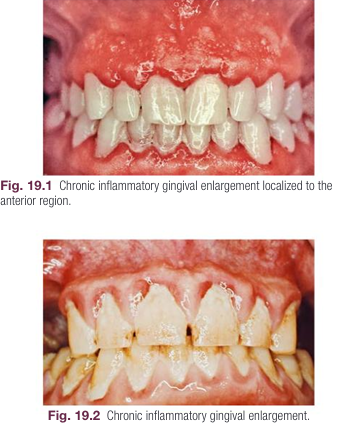 Fig. 19.1 Chronic inflammatory gingival enlargement localized to the
anterior region.
Fig. 19.2 Chronic inflammatory gingival enlargement.